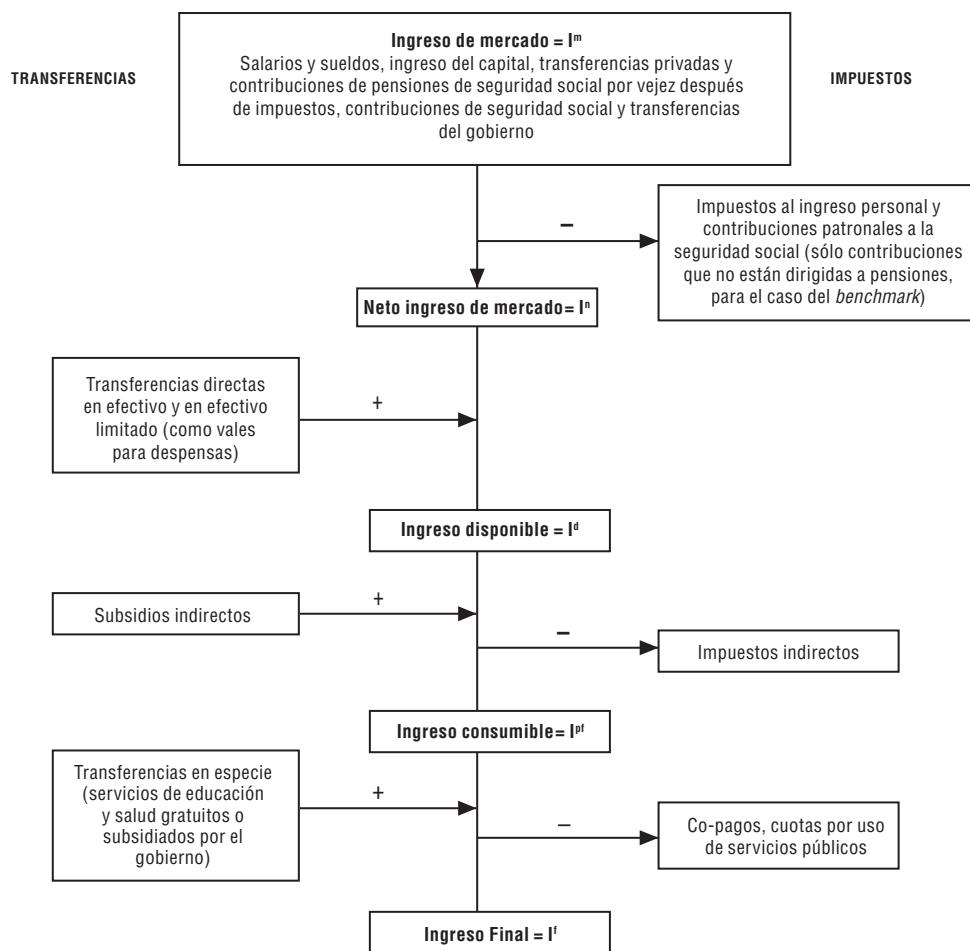 Ingreso de mercado = Iᵐ
Salarios y sueldos, ingreso del capital, transferencias privadas y
contribuciones de pensiones de seguridad social por vejez después
de impuestos, contribuciones de seguridad social y transferencias
del gobierno
TRANSFERENCIAS
IMPUESTOS
–
Impuestos al ingreso personal y
contribuciones patronales a la
seguridad social (sólo contribuciones
que no están dirigidas a pensiones,
para el caso del benchmark)
Neto ingreso de mercado= Iⁿ
Transferencias directas
en efectivo y en efectivo
limitado (como vales
para despensas)
+
Ingreso disponible = Iᵈ
Subsidios indirectos
+
–
Impuestos indirectos
Ingreso consumible= Iᵖᶠ
Transferencias en especie
(servicios de educación
y salud gratuitos o
subsidiados por el
gobierno)
+
–
Co-pagos, cuotas por uso
de servicios públicos
Ingreso Final = Iᶠ